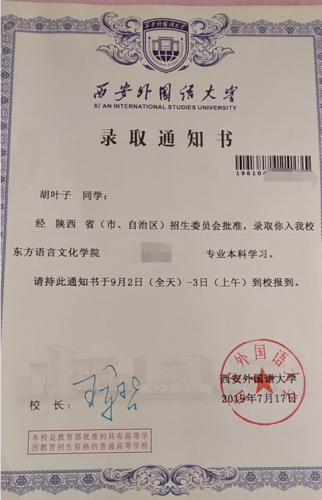 西安外国语大学
XI'AN INTERNATIONAL STUDIES UNIVERSITY
录取通知书
19610
胡叶子 同学：
经 陕西 省（市、自治区）招生委员会批准，录取你入我校
东方语言文化学院 专业本科学习。
请持此通知书于9月2日（全天）-3日（上午）到校报到。
校 长：
西安外国语大学
2019年7月17日
本校是教育部批准的具有高等学
历教育招生资格的普通高等学校